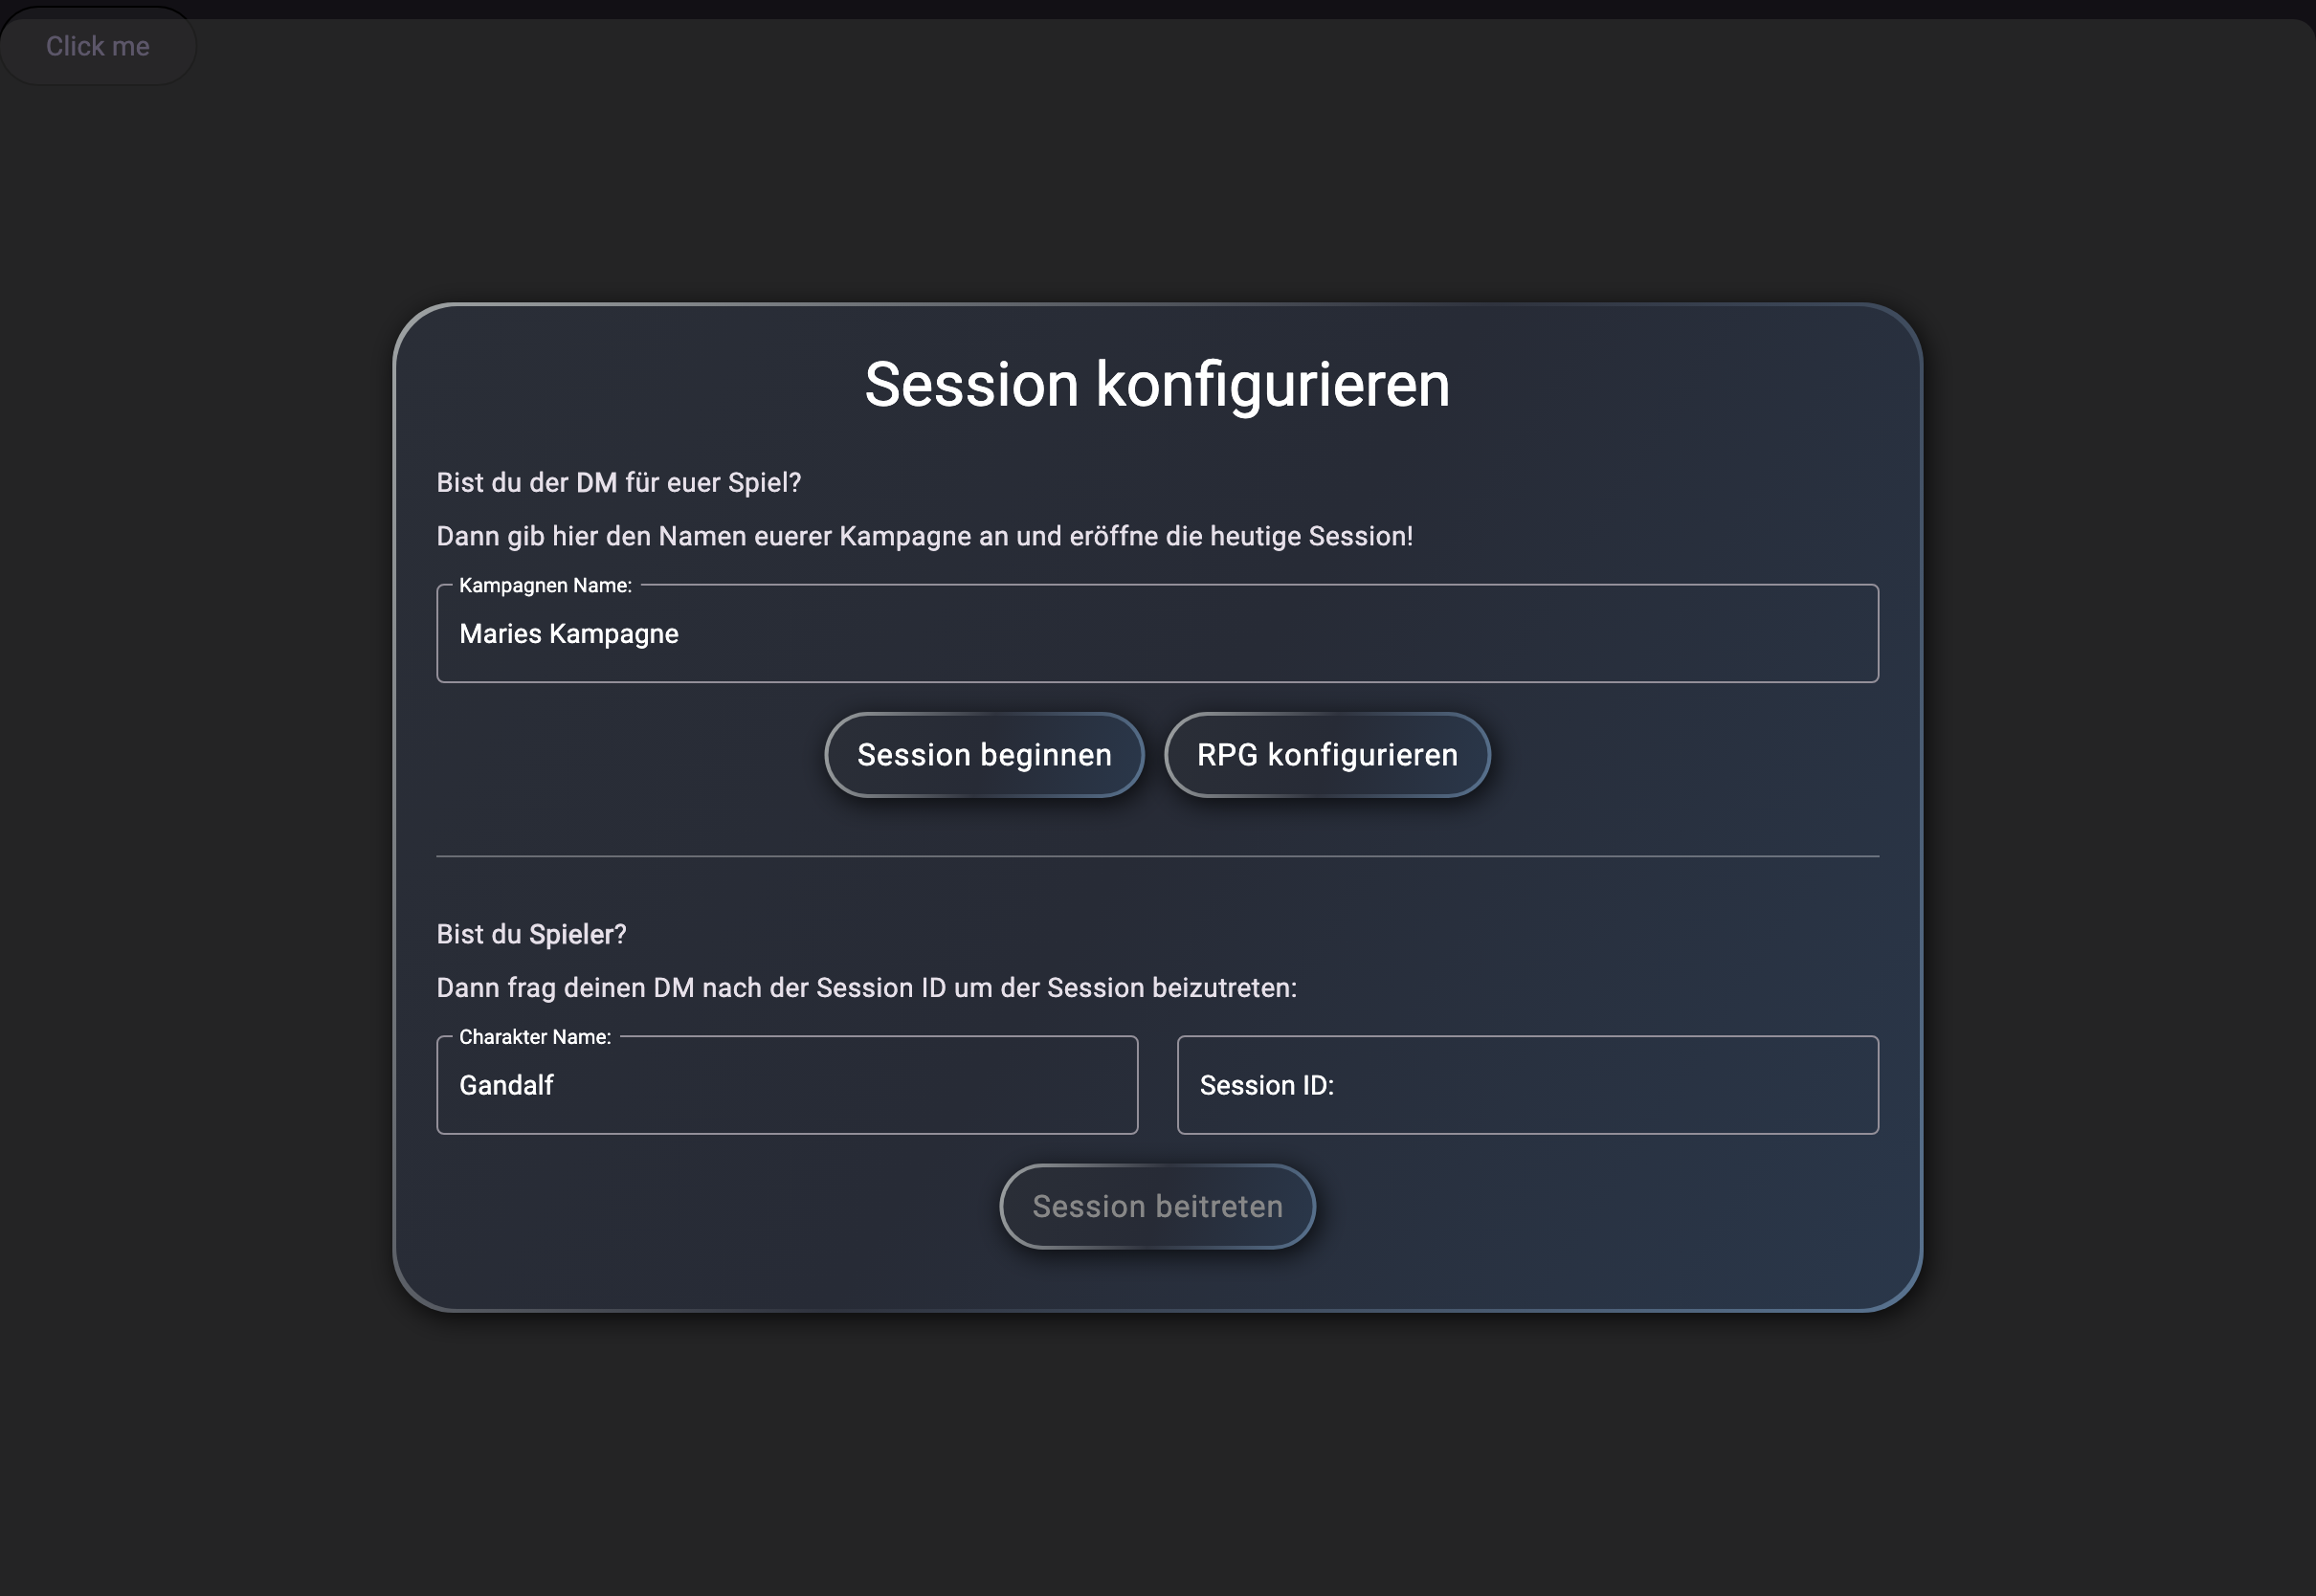 Click me
Session konfigurieren
Bist du der DM für euer Spiel?
Dann gib hier den Namen euerer Kampagne an und eröffne die heutige Session!
Kampagnen Name:
Maries Kampagne
Session beginnen
RPG konfigurieren
Bist du Spieler?
Dann frag deinen DM nach der Session ID um der Session beizutreten:
Charakter Name:
Gandalf
Session ID:
Session beitreten